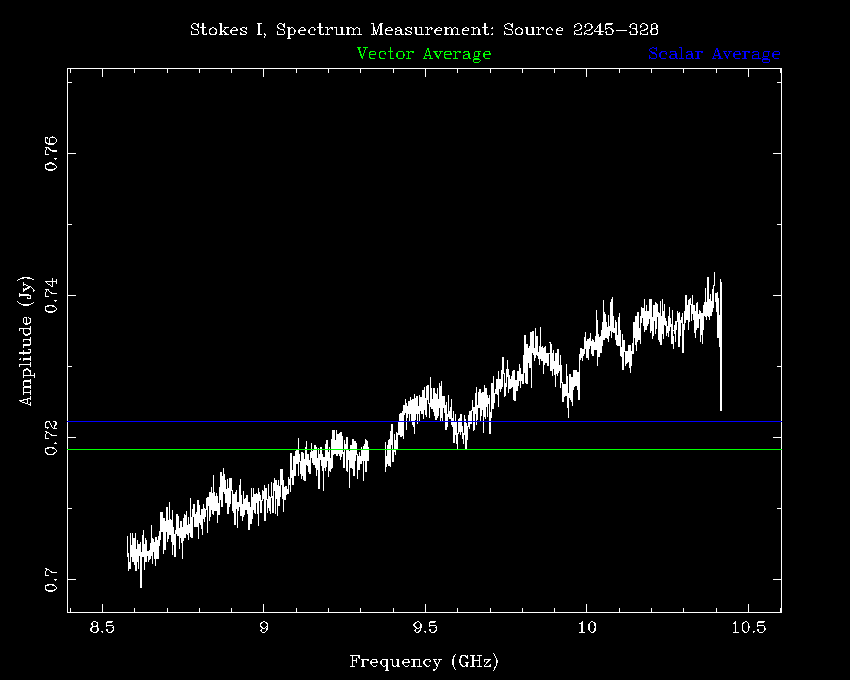 Stokes I, Spectrum Measurement: Source 2245−328
Vector Average
Scalar Average
0.76
0.74
0.72
0.7
Amplitude (Jy)
8.5
9
9.5
10
10.5
Frequency (GHz)